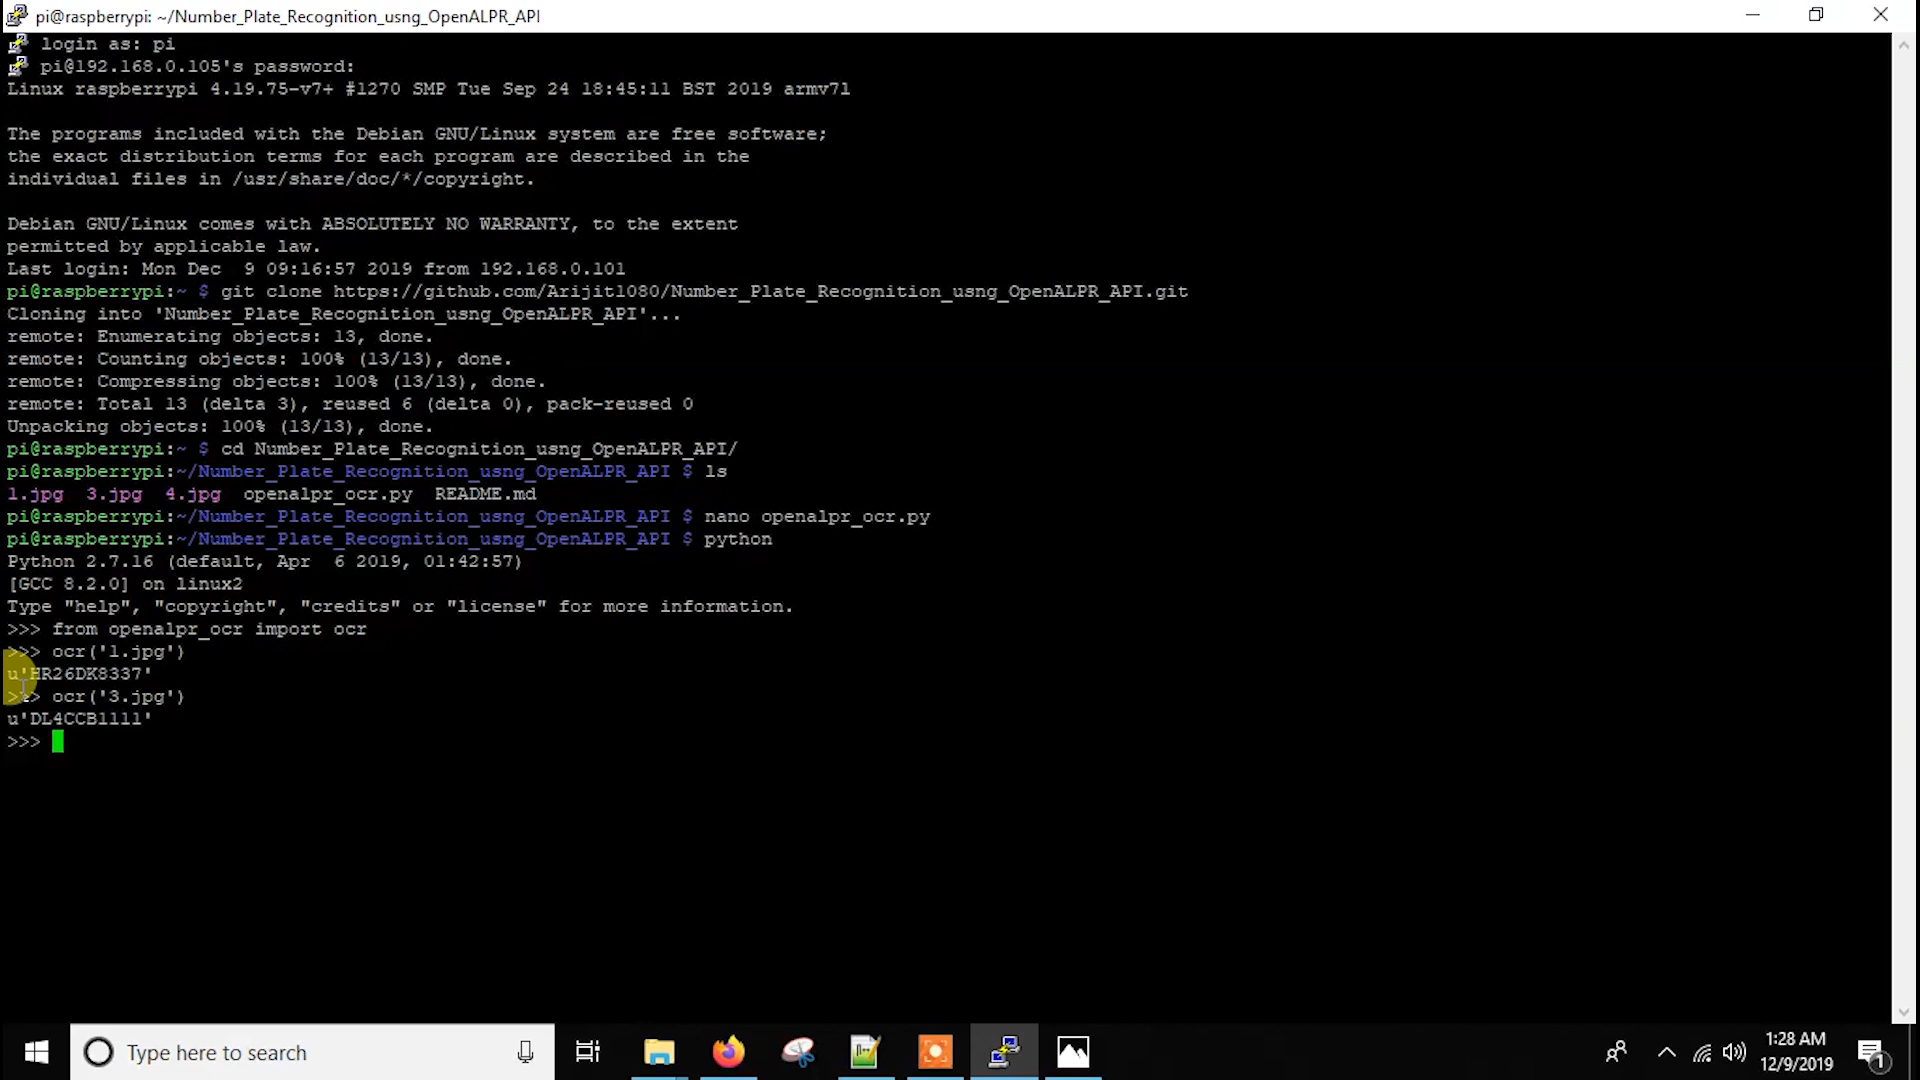 pi@raspberrypi: ~/Number_Plate_Recognition_usng_OpenALPR_API
login as: pi
pi@192.168.0.105's password:
Linux raspberrypi 4.19.75-v7+ #1270 SMP Tue Sep 24 18:45:11 BST 2019 armv7l
The programs included with the Debian GNU/Linux system are free software;
the exact distribution terms for each program are described in the
individual files in /usr/share/doc/*/copyright.
Debian GNU/Linux comes with ABSOLUTELY NO WARRANTY, to the extent
permitted by applicable law.
Last login: Mon Dec  9 09:16:57 2019 from 192.168.0.101
pi@raspberrypi:~ $ git clone https://github.com/Arijit1080/Number_Plate_Recognition_usng_OpenALPR_API.git
Cloning into 'Number_Plate_Recognition_usng_OpenALPR_API'...
remote: Enumerating objects: 13, done.
remote: Counting objects: 100% (13/13), done.
remote: Compressing objects: 100% (13/13), done.
remote: Total 13 (delta 3), reused 6 (delta 0), pack-reused 0
Unpacking objects: 100% (13/13), done.
pi@raspberrypi:~ $ cd Number_Plate_Recognition_usng_OpenALPR_API/
pi@raspberrypi:~/Number_Plate_Recognition_usng_OpenALPR_API $ ls
1.jpg  3.jpg  4.jpg  openalpr_ocr.py  README.md
pi@raspberrypi:~/Number_Plate_Recognition_usng_OpenALPR_API $ nano openalpr_ocr.py
pi@raspberrypi:~/Number_Plate_Recognition_usng_OpenALPR_API $ python
Python 2.7.16 (default, Apr  6 2019, 01:42:57)
[GCC 8.2.0] on linux2
Type "help", "copyright", "credits" or "license" for more information.
>>> from openalpr_ocr import ocr
>>> ocr('1.jpg')
u'HR26DK8337'
>>> ocr('3.jpg')
u'DL4CCB1111'
>>>
Type here to search
1:28 AM
12/9/2019
1